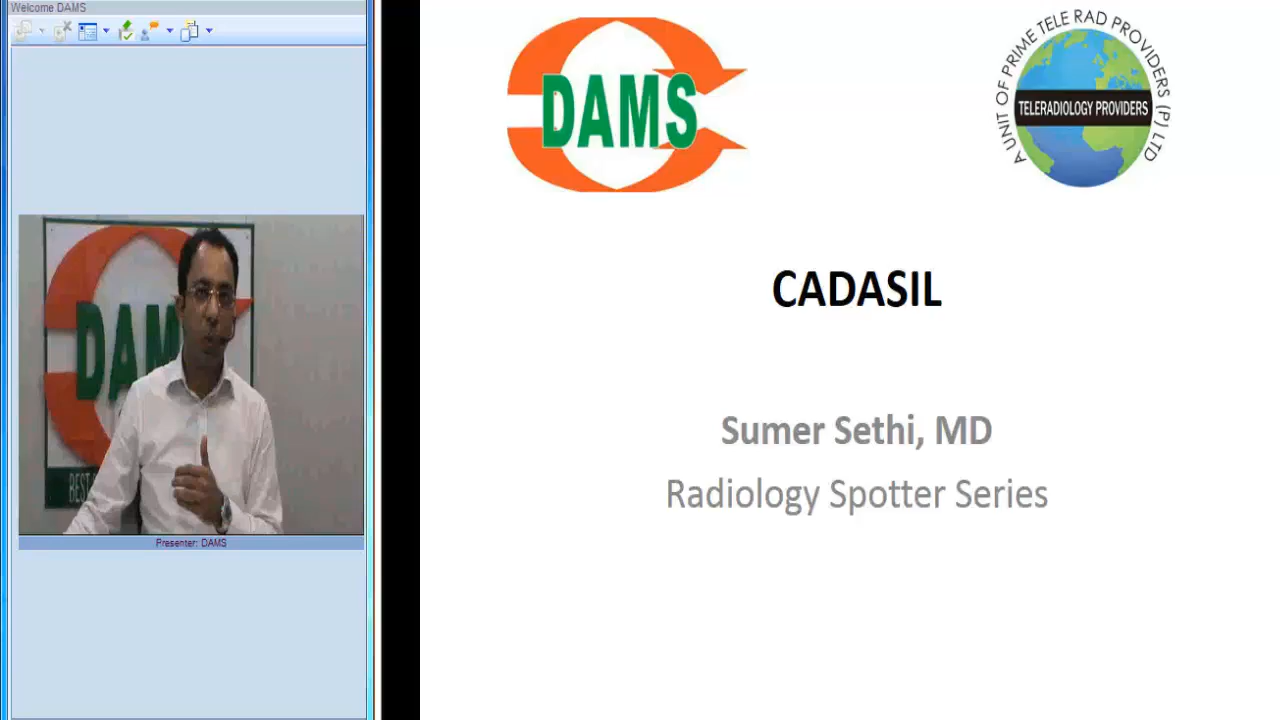 Welcome DAMS
DAMS
A UNIT OF PRIME TELE RAD PROVIDERS (P) LTD
TELERADIOLOGY PROVIDERS
CADASIL
Sumer Sethi, MD
Radiology Spotter Series
DAM
Presenter: DAMS